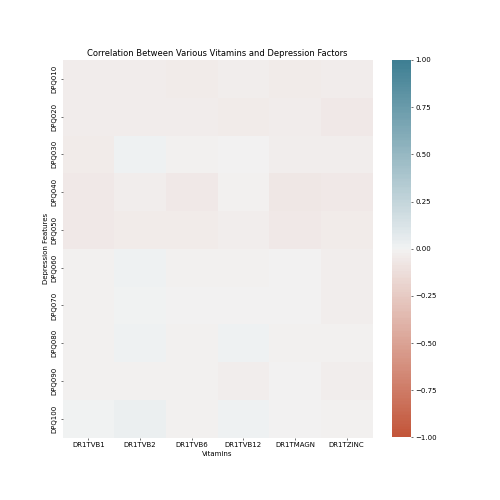 Correlation Between Various Vitamins and Depression Factors
Depression Features
DPQ010
DPQ020
DPQ030
DPQ040
DPQ050
DPQ060
DPQ070
DPQ080
DPQ090
DPQ100
DR1TVB1 DR1TVB2 DR1TVB6 DR1TVB12 DR1TMAGN DR1TZINC
Vitamins
1.00
0.75
0.50
0.25
0.00
−0.25
−0.50
−0.75
−1.00